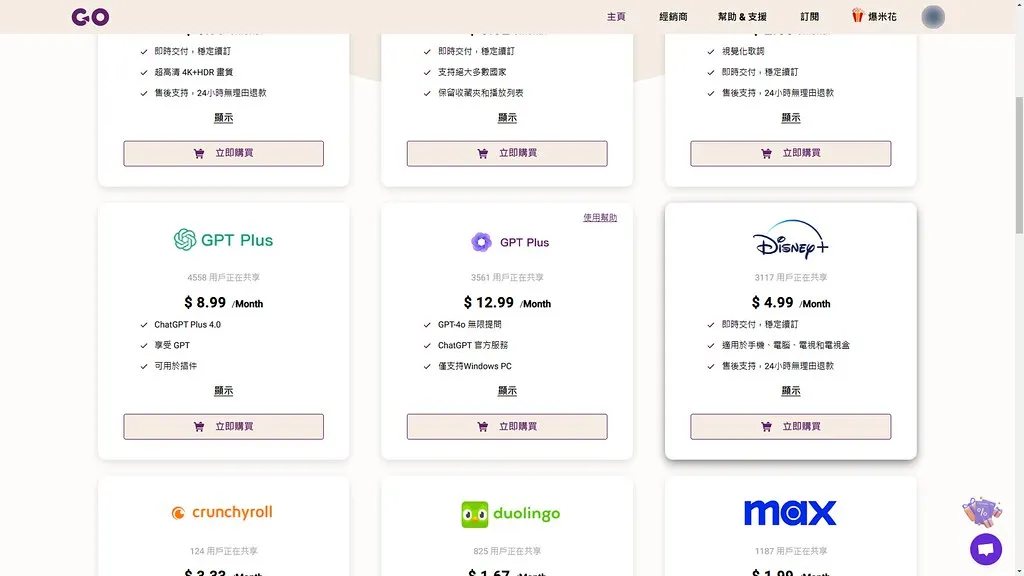 GO
主頁 經銷商 幫助 & 支援 訂閱 爆米花
即時交付，穩定續訂
超高清 4K+HDR 畫質
售後支持，24小時無理由退款
顯示
立即購買
即時交付，穩定續訂
支持絕大多數國家
保留收藏夾和播放列表
顯示
立即購買
視覺化歌詞
即時交付，穩定續訂
售後支持，24小時無理由退款
顯示
立即購買
GPT Plus
4558 用戶正在共享
$ 8.99 /Month
ChatGPT Plus 4.0
享受 GPT
可用於插件
顯示
立即購買
使用幫助
GPT Plus
3561 用戶正在共享
$ 12.99 /Month
GPT-4o 無限提問
ChatGPT 官方服務
僅支持Windows PC
顯示
立即購買
Disney+
3117 用戶正在共享
$ 4.99 /Month
即時交付，穩定續訂
適用於手機、電腦、電視和電視盒
售後支持，24小時無理由退款
顯示
立即購買
crunchyroll
124 用戶正在共享
$ 3.33 /Month
duolingo
825 用戶正在共享
$ 1.67 /Month
max
1187 用戶正在共享
$ 1.99 /Month